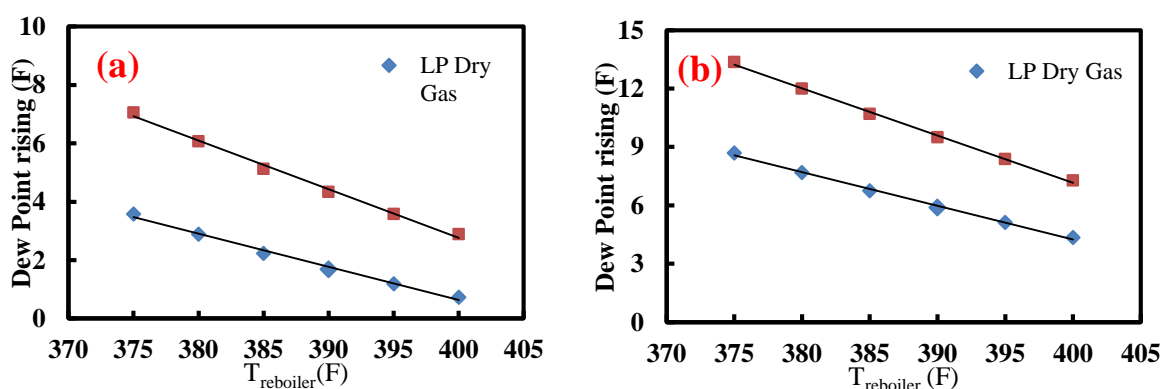 10
8
6
4
2
0
Dew Point rising (F)
(a)
LP Dry
Gas
370 375 380 385 390 395 400 405
Treboiler(F)
15
12
9
6
3
0
Dew Point rising (F)
(b)
LP Dry Gas
370 375 380 385 390 395 400 405
Treboiler(F)